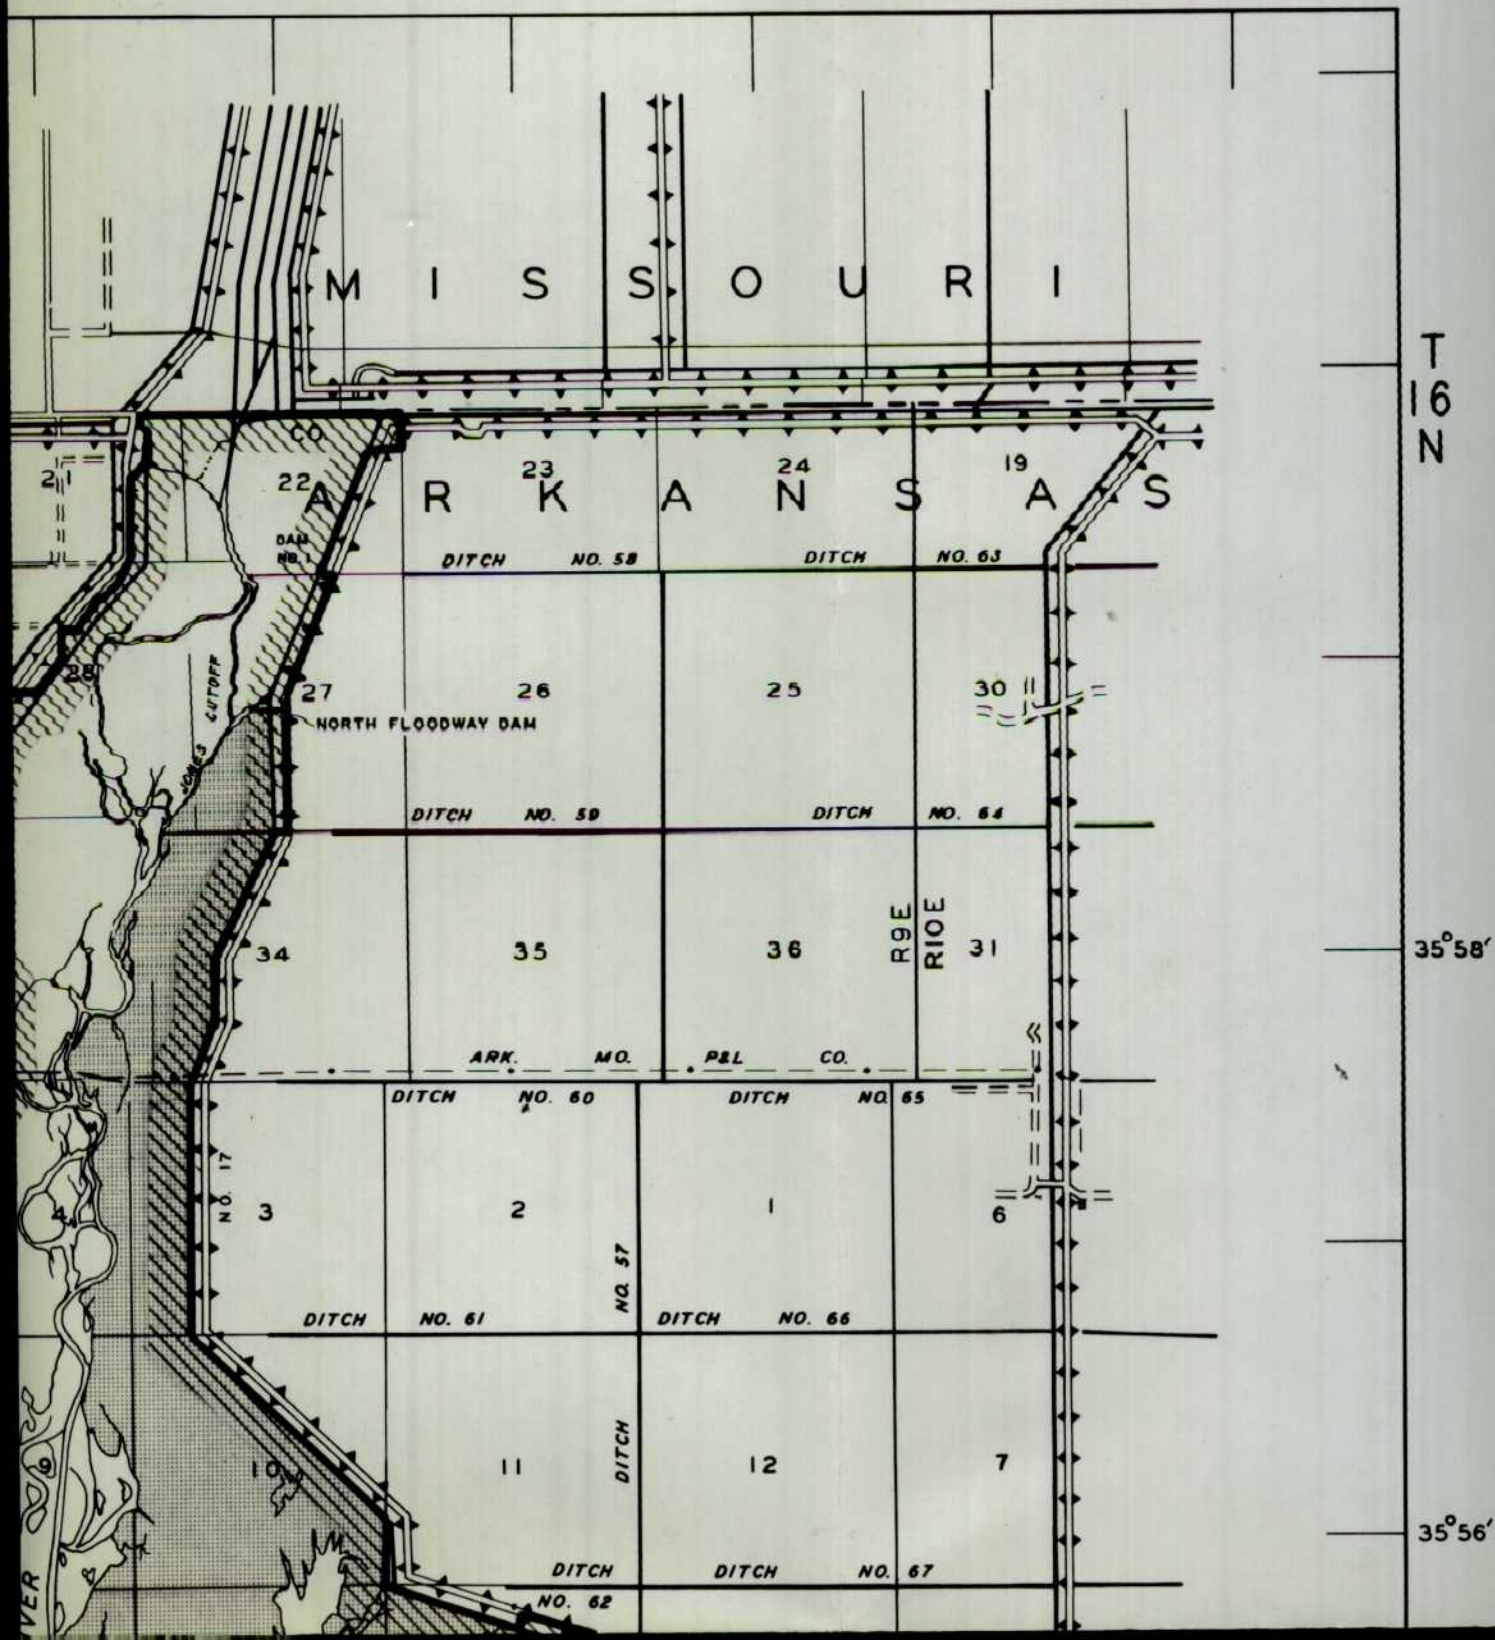 MISSOURI
T
16
N
CO.
21
22
23
24
19
ARKANSAS
DAM
NO. 1
DITCH NO. 58
DITCH NO. 63
28
CUTOFF
JONES
27
26
25
30
NORTH FLOODWAY DAM
DITCH NO. 59
DITCH NO. 64
34
35
36
R9E
R10E
31
35°58'
ARK. MO. P&L CO.
DITCH NO. 60
DITCH NO. 65
NO. 17
4
3
2
1
6
DITCH NO. 57
DITCH NO. 61
DITCH NO. 66
9
10
11
12
7
35°56'
DITCH NO. 62
DITCH NO. 67